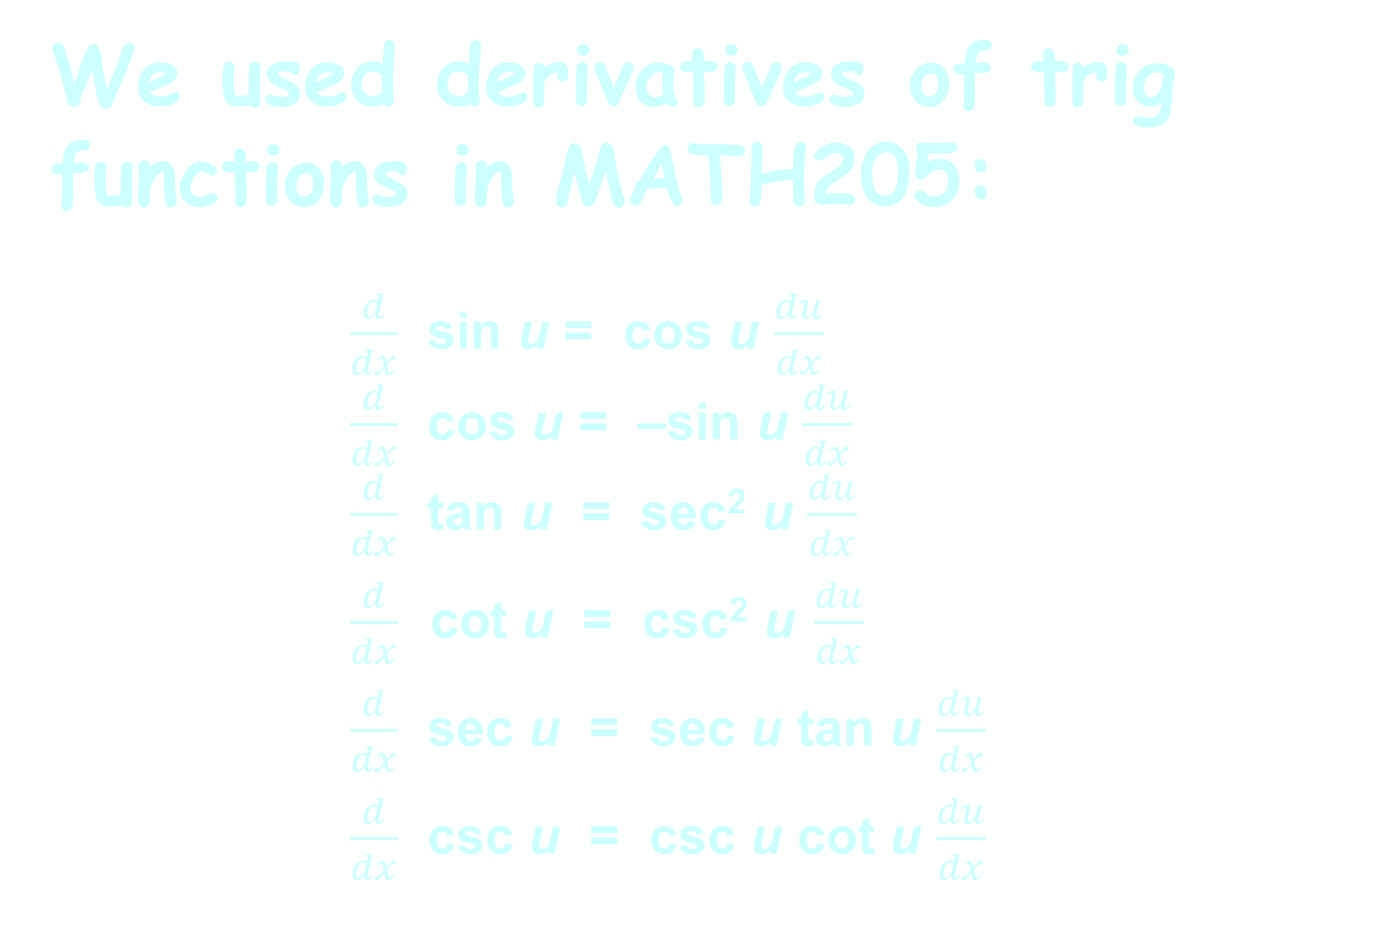 We used derivatives of trig
functions in MATH205:
d/dx sin u = cos u du/dx
d/dx cos u = –sin u du/dx
d/dx tan u = sec² u du/dx
d/dx cot u = csc² u du/dx
d/dx sec u = sec u tan u du/dx
d/dx csc u = csc u cot u du/dx